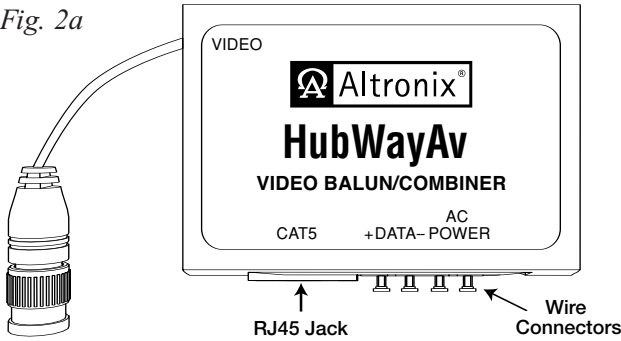 Fig. 2a
VIDEO
Altronix®
HubWayAv
VIDEO BALUN/COMBINER
CAT5
+DATA–
AC
POWER
RJ45 Jack
Wire
Connectors